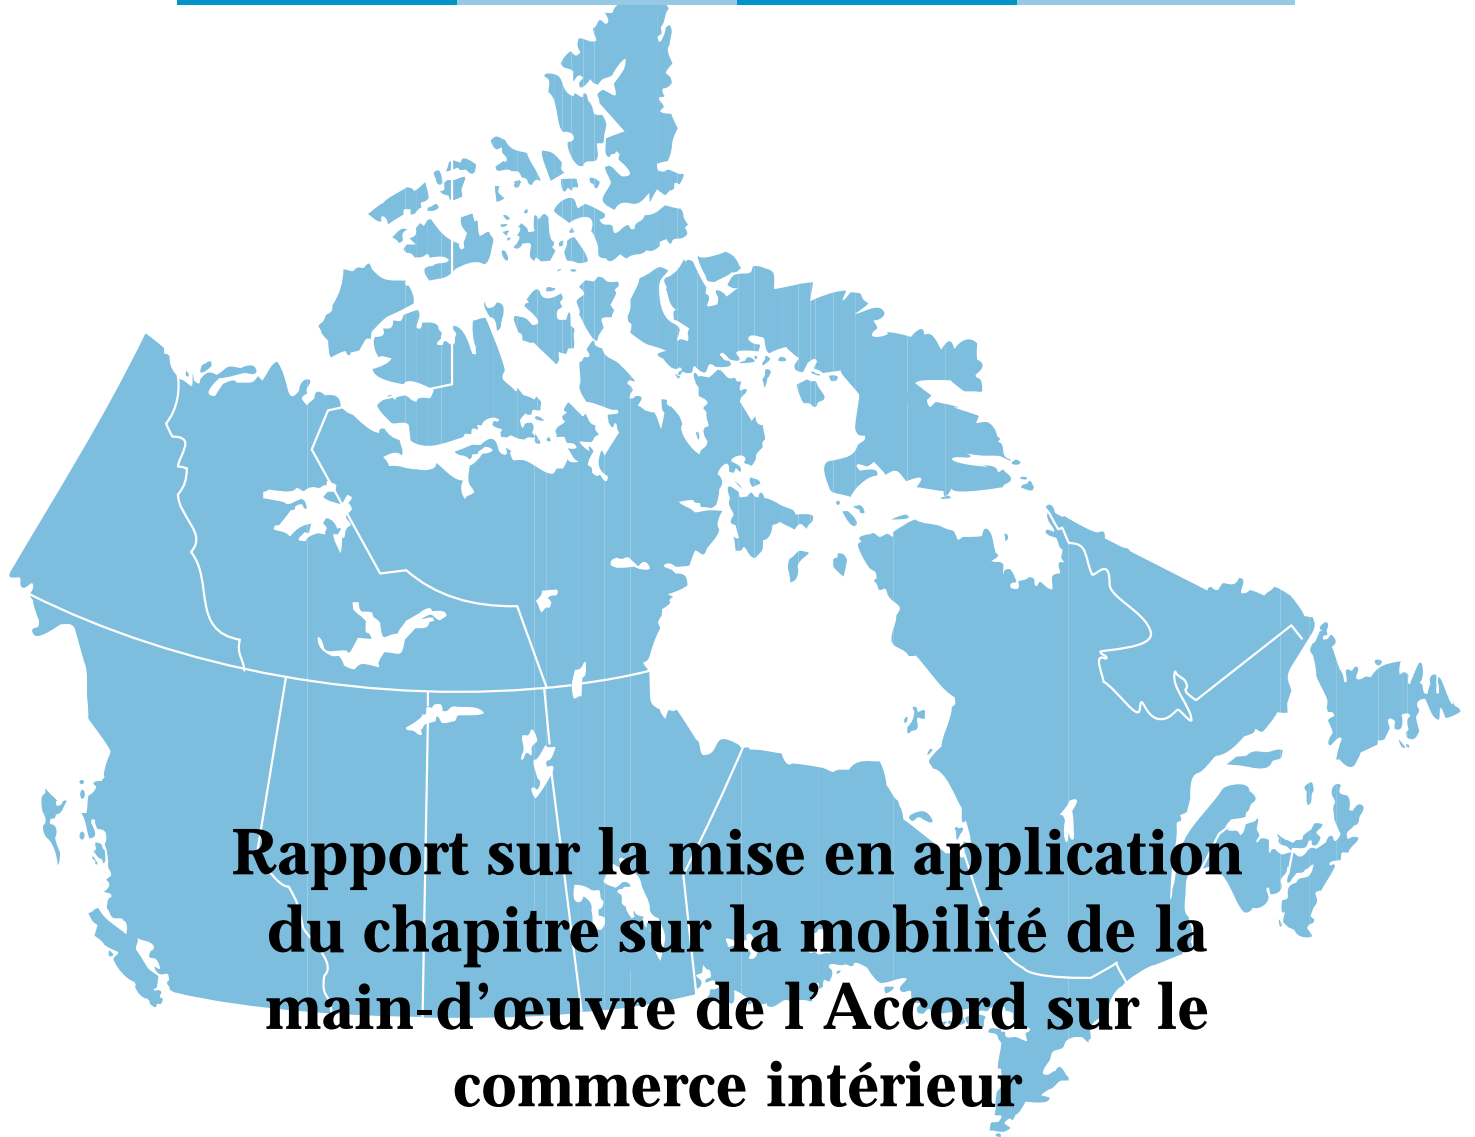 Rapport sur la mise en application
du chapitre sur la mobilité de la
main-d’œuvre de l’Accord sur le
commerce intérieur